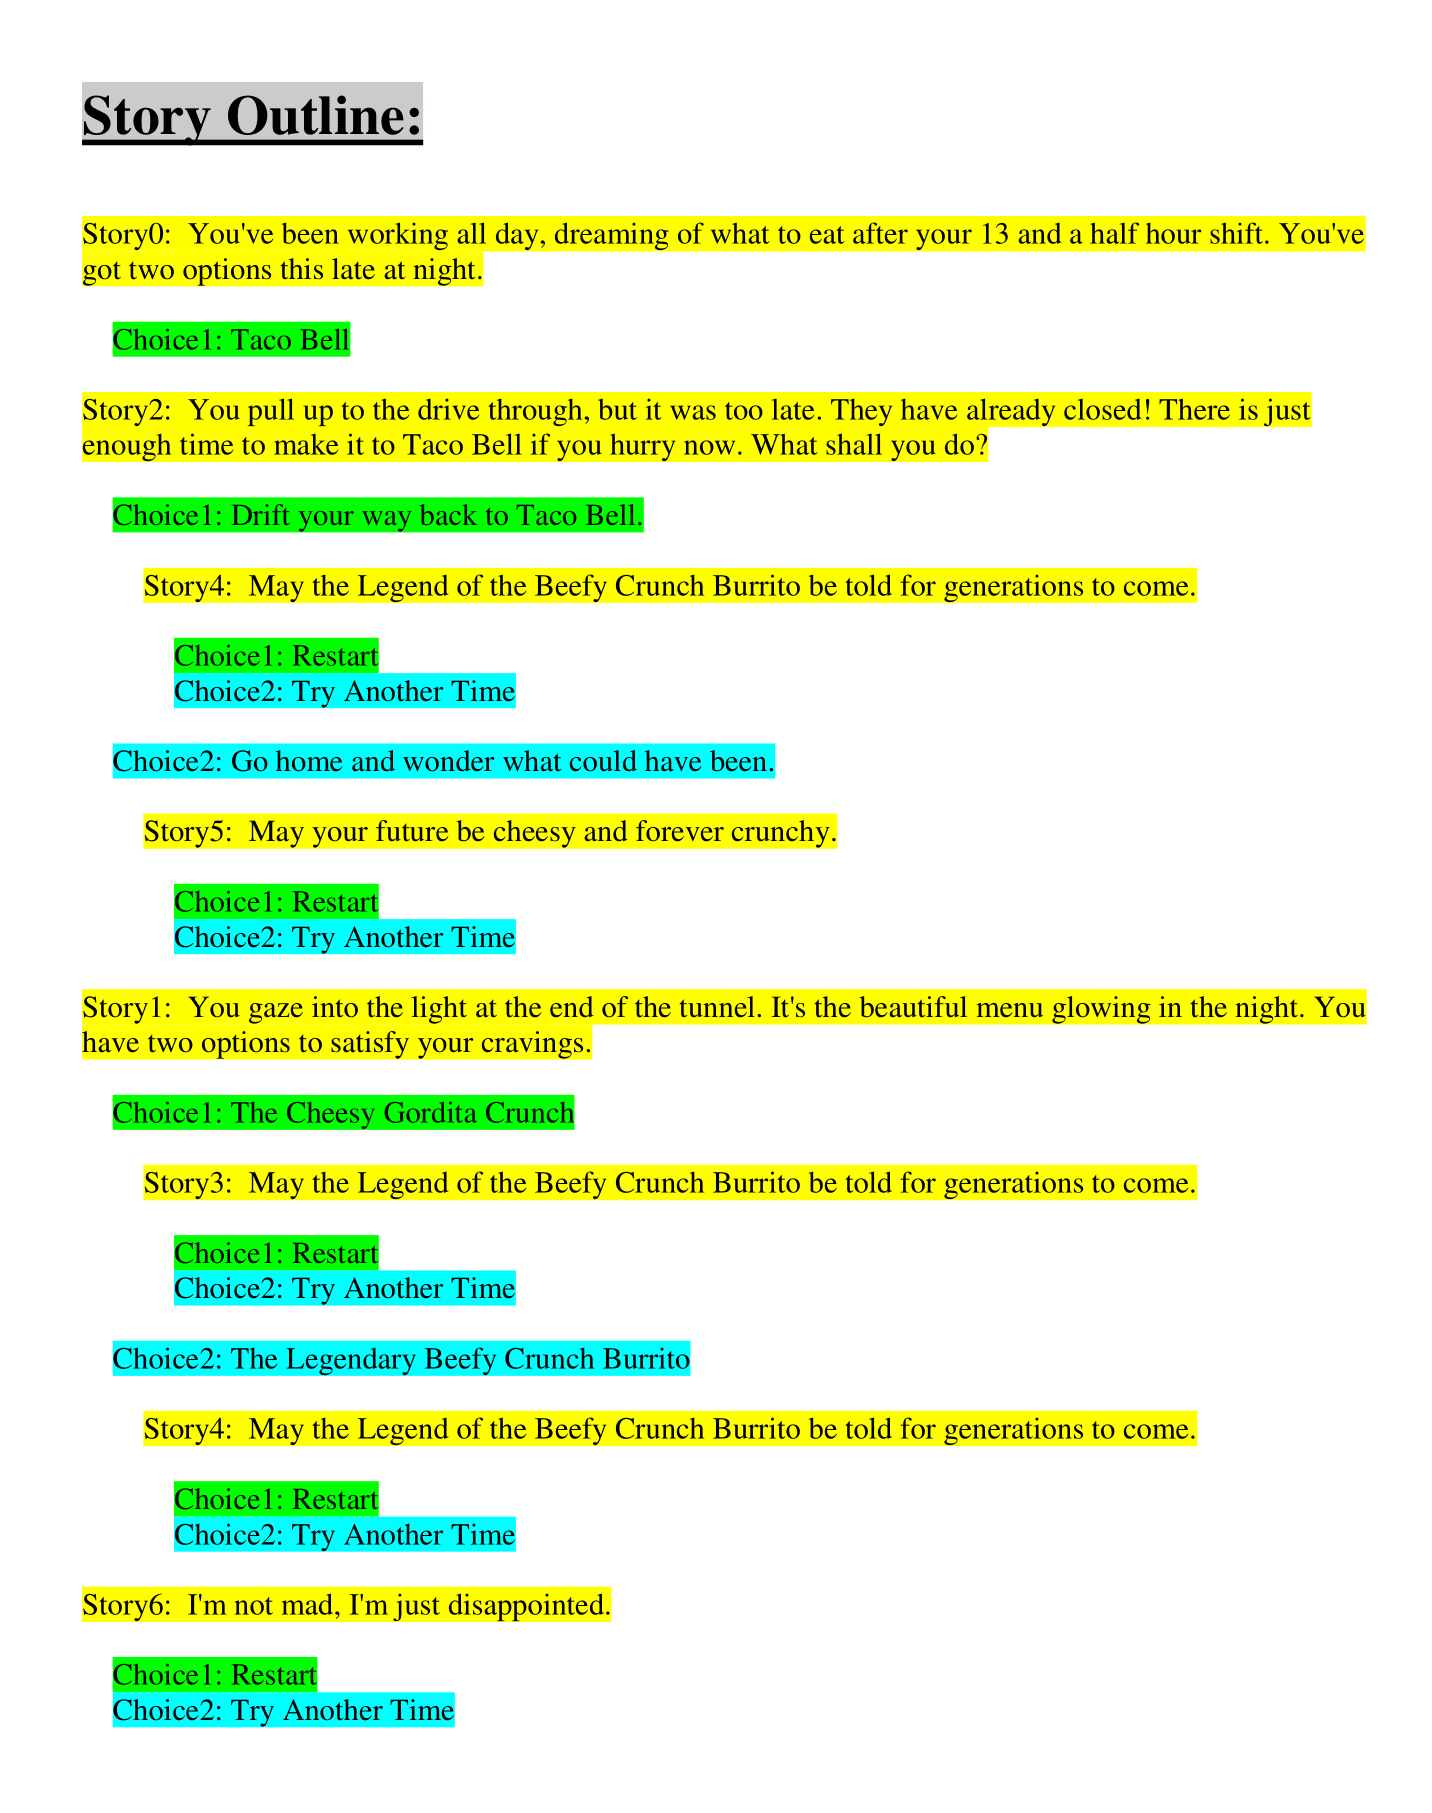 Story Outline:
Story0:  You've been working all day, dreaming of what to eat after your 13 and a half hour shift. You've
got two options this late at night.
Choice1: Taco Bell
Story2:  You pull up to the drive through, but it was too late. They have already closed! There is just
enough time to make it to Taco Bell if you hurry now. What shall you do?
Choice1: Drift your way back to Taco Bell.
Story4:  May the Legend of the Beefy Crunch Burrito be told for generations to come.
Choice1: Restart
Choice2: Try Another Time
Choice2: Go home and wonder what could have been.
Story5:  May your future be cheesy and forever crunchy.
Choice1: Restart
Choice2: Try Another Time
Story1:  You gaze into the light at the end of the tunnel. It's the beautiful menu glowing in the night. You
have two options to satisfy your cravings.
Choice1: The Cheesy Gordita Crunch
Story3:  May the Legend of the Beefy Crunch Burrito be told for generations to come.
Choice1: Restart
Choice2: Try Another Time
Choice2: The Legendary Beefy Crunch Burrito
Story4:  May the Legend of the Beefy Crunch Burrito be told for generations to come.
Choice1: Restart
Choice2: Try Another Time
Story6:  I'm not mad, I'm just disappointed.
Choice1: Restart
Choice2: Try Another Time